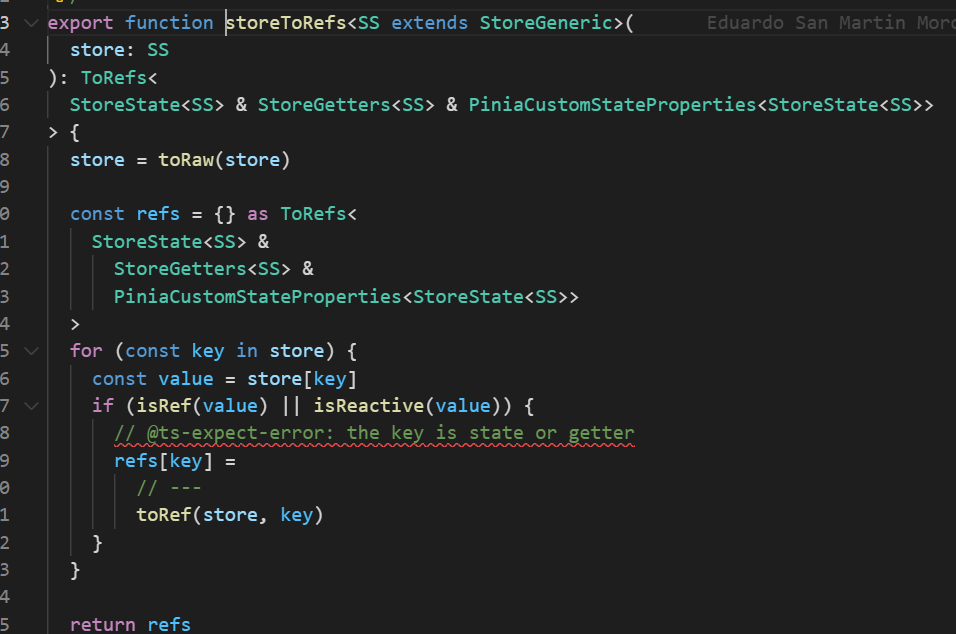 3 export function storeToRefs<SS extends StoreGeneric>( Eduardo San Martin Moro
4 store: SS
5 ): ToRefs<
6 StoreState<SS> & StoreGetters<SS> & PiniaCustomStateProperties<StoreState<SS>>
7 > {
8 store = toRaw(store)
9
0 const refs = {} as ToRefs<
1 StoreState<SS> &
2 StoreGetters<SS> &
3 PiniaCustomStateProperties<StoreState<SS>>
4 >
5 for (const key in store) {
6 const value = store[key]
7 if (isRef(value) || isReactive(value)) {
8 // @ts-expect-error: the key is state or getter
9 refs[key] =
0 // ---
1 toRef(store, key)
2 }
3 }
4
5 return refs